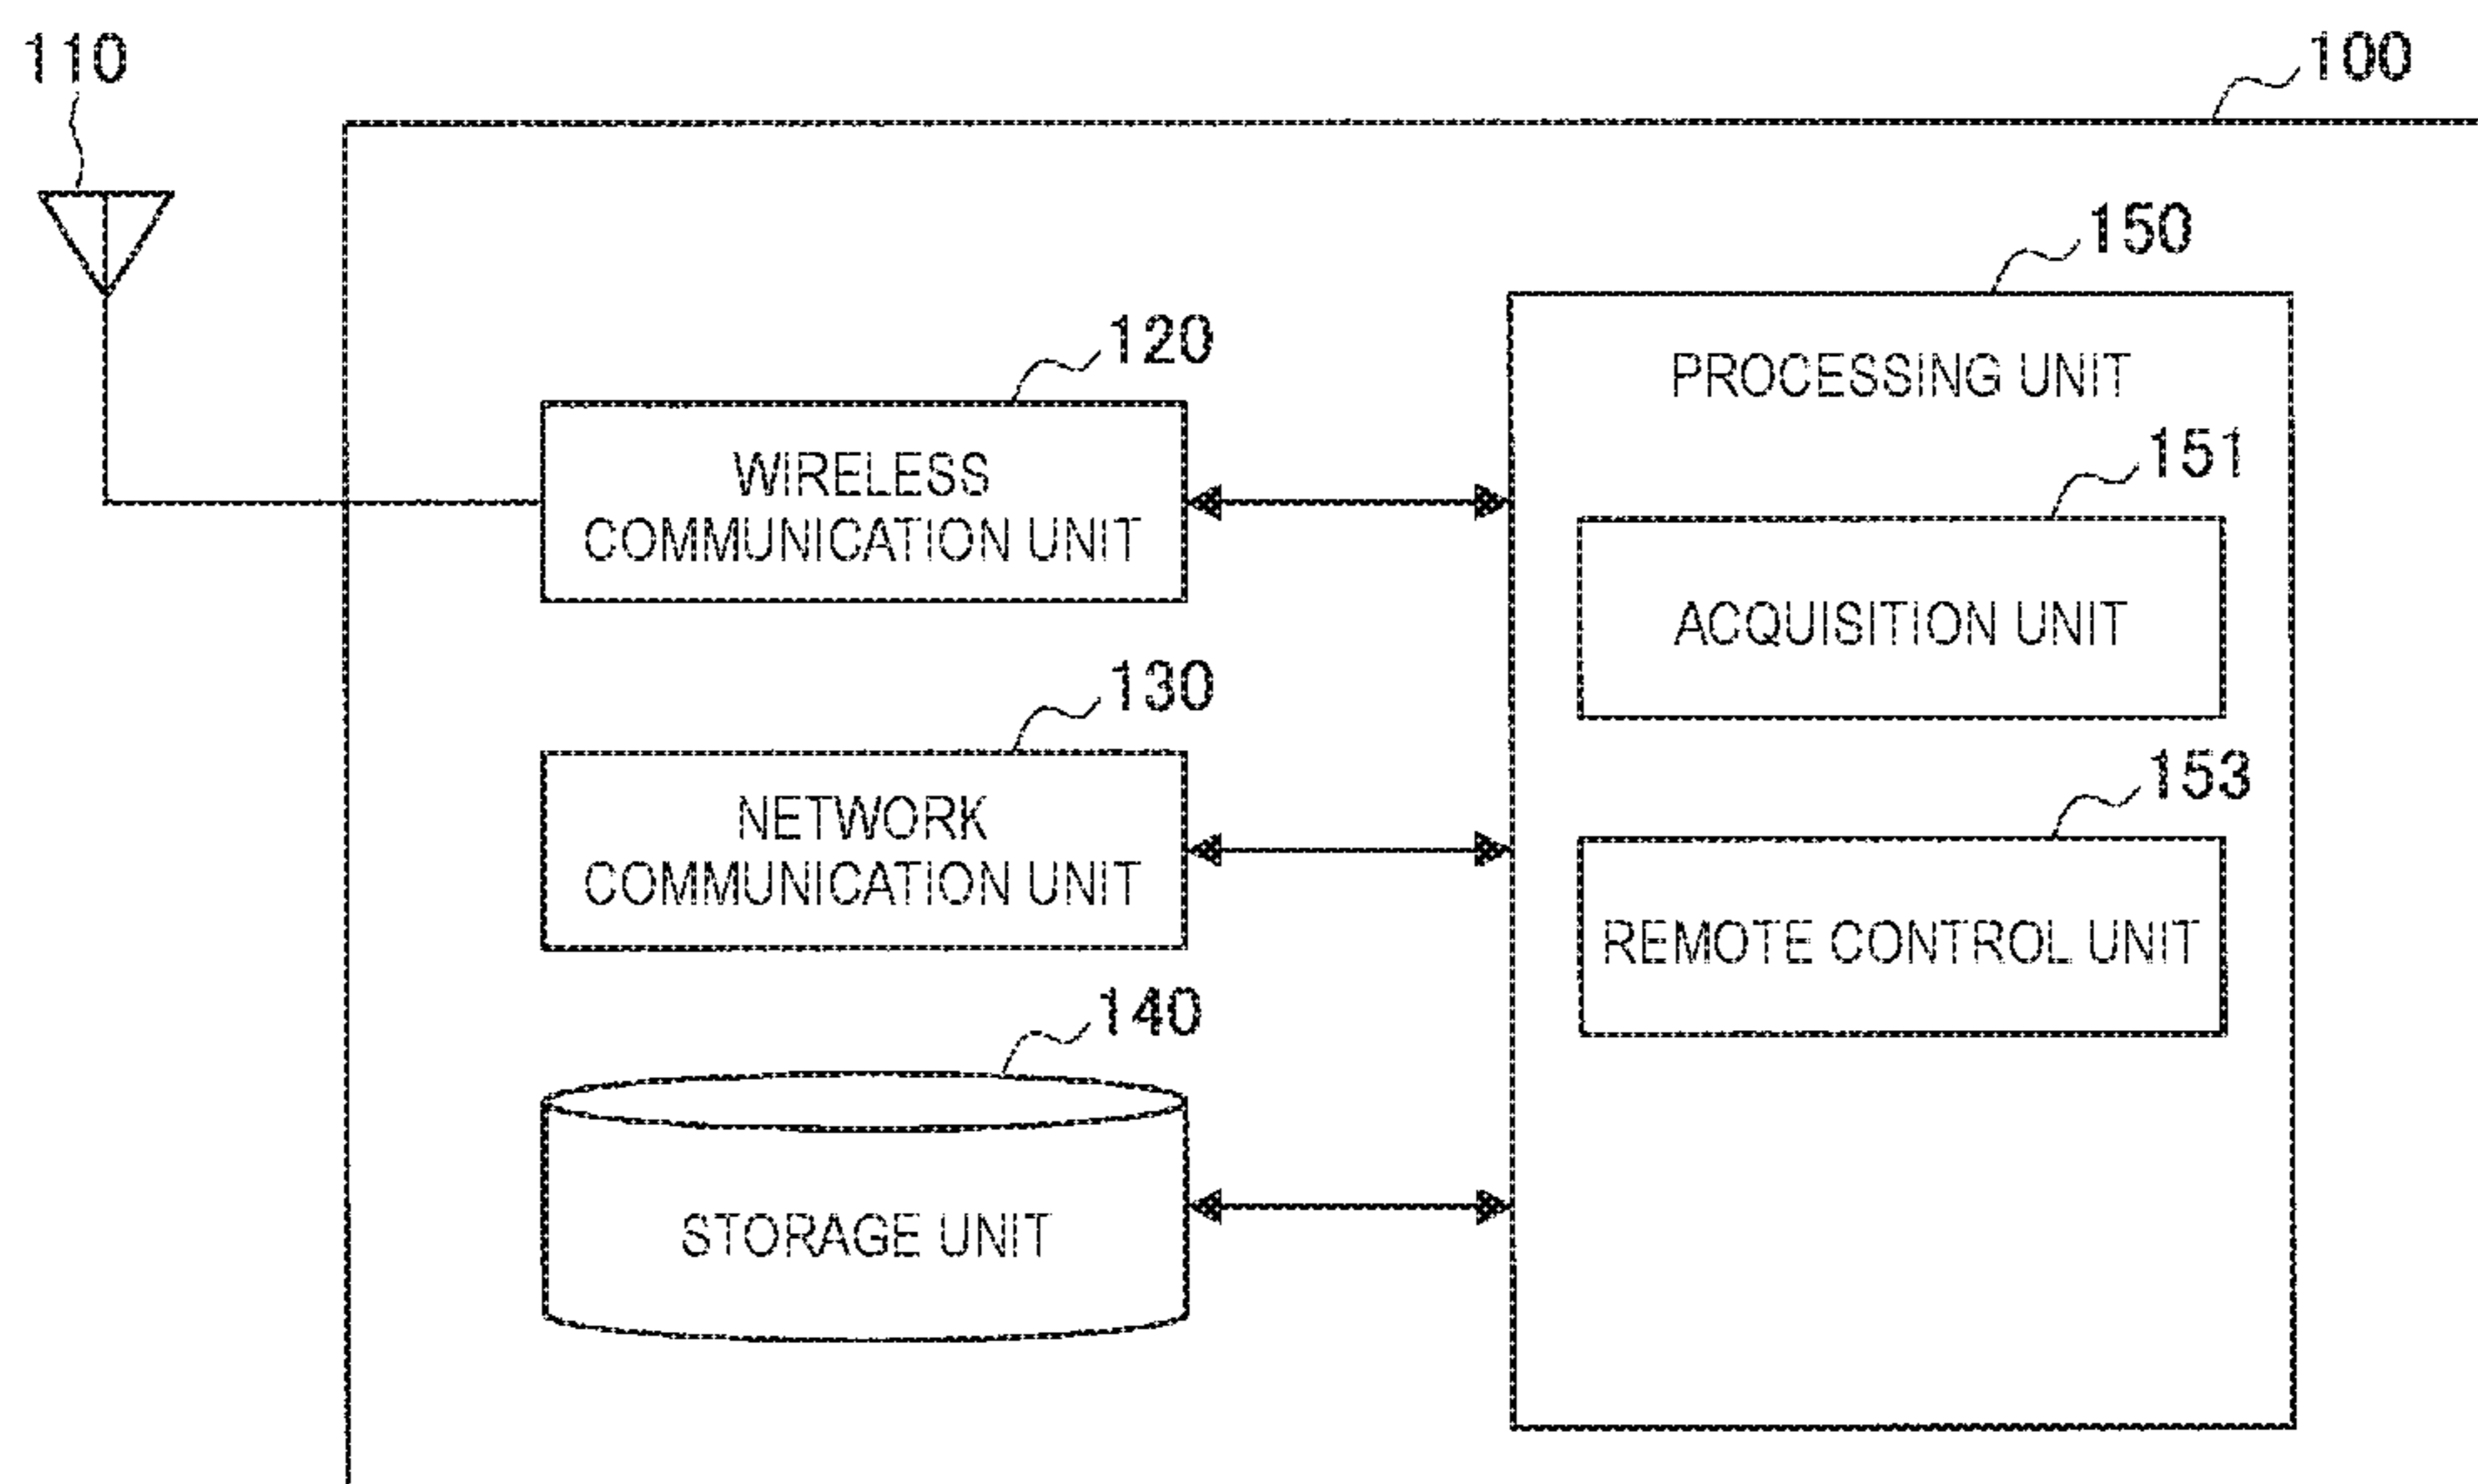 110
100
150
PROCESSING UNIT
120
WIRELESS
COMMUNICATION UNIT
151
ACQUISITION UNIT
130
NETWORK
COMMUNICATION UNIT
153
REMOTE CONTROL UNIT
140
STORAGE UNIT